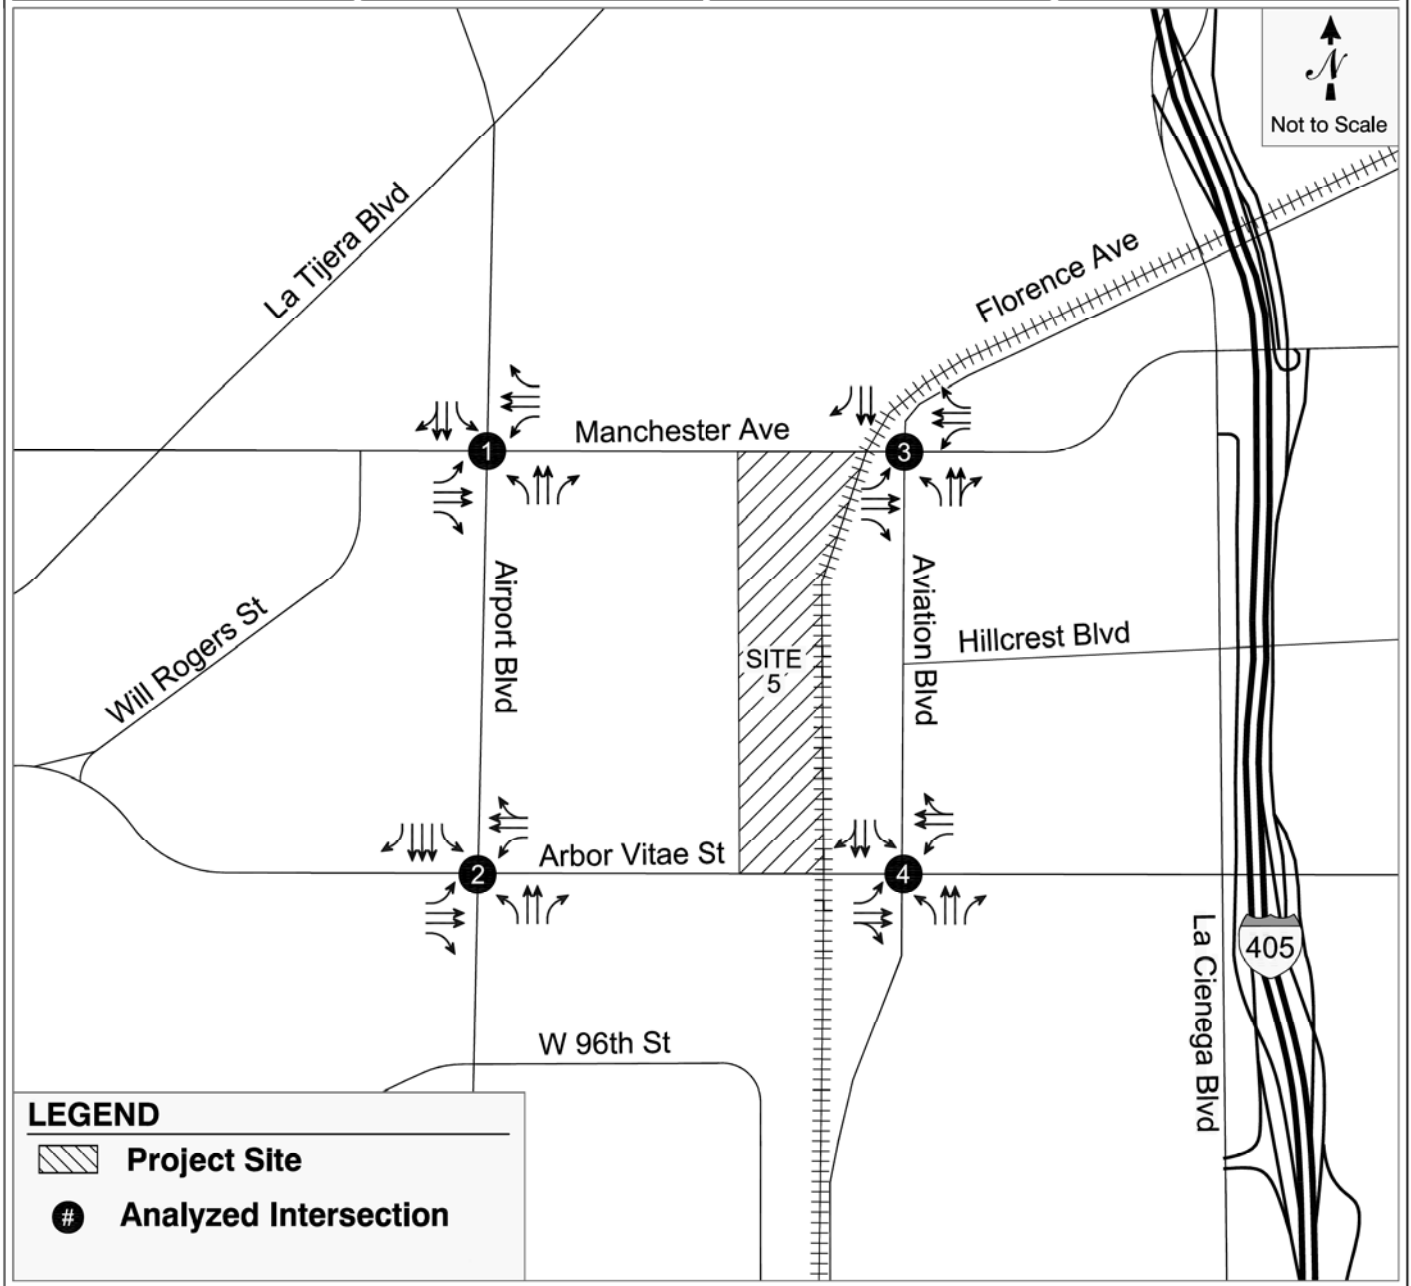 N
Not to Scale
La Tijera Blvd
Florence Ave
Manchester Ave
1
3
Airport Blvd
Aviation Blvd
Will Rogers St
Hillcrest Blvd
SITE
5
Arbor Vitae St
2
4
La Cienega Blvd
405
W 96th St
LEGEND
Project Site
# Analyzed Intersection